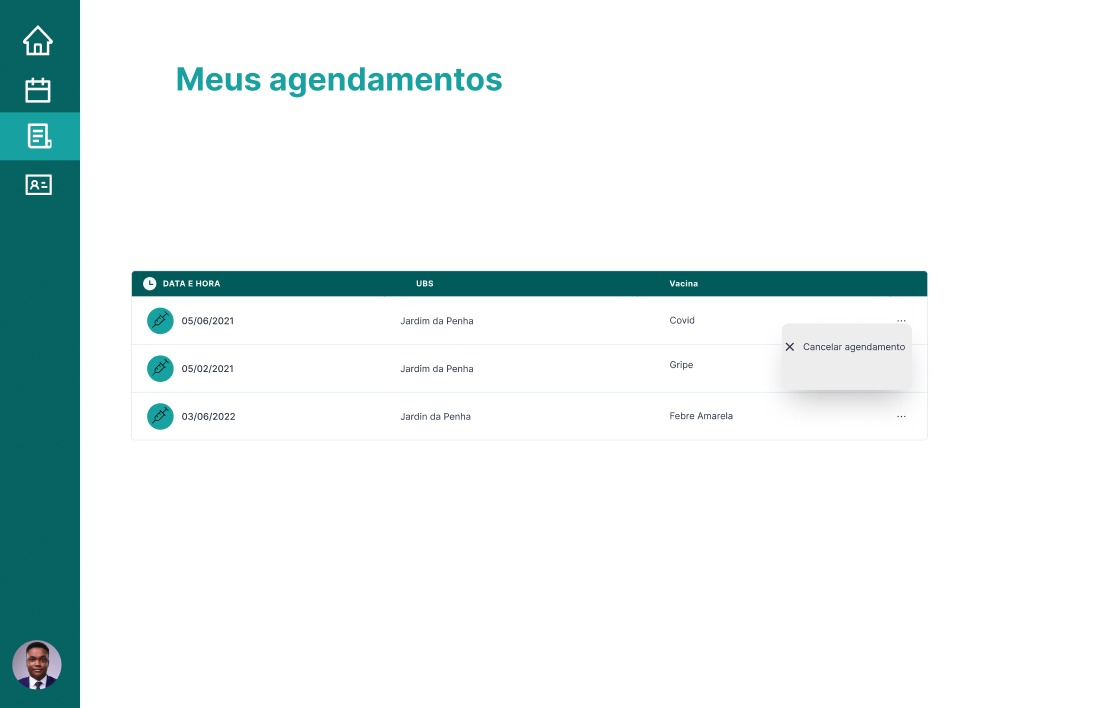 Meus agendamentos
DATA E HORA UBS Vacina
05/06/2021 Jardim da Penha Covid ...
Cancelar agendamento
05/02/2021 Jardim da Penha Gripe
03/06/2022 Jardin da Penha Febre Amarela ...